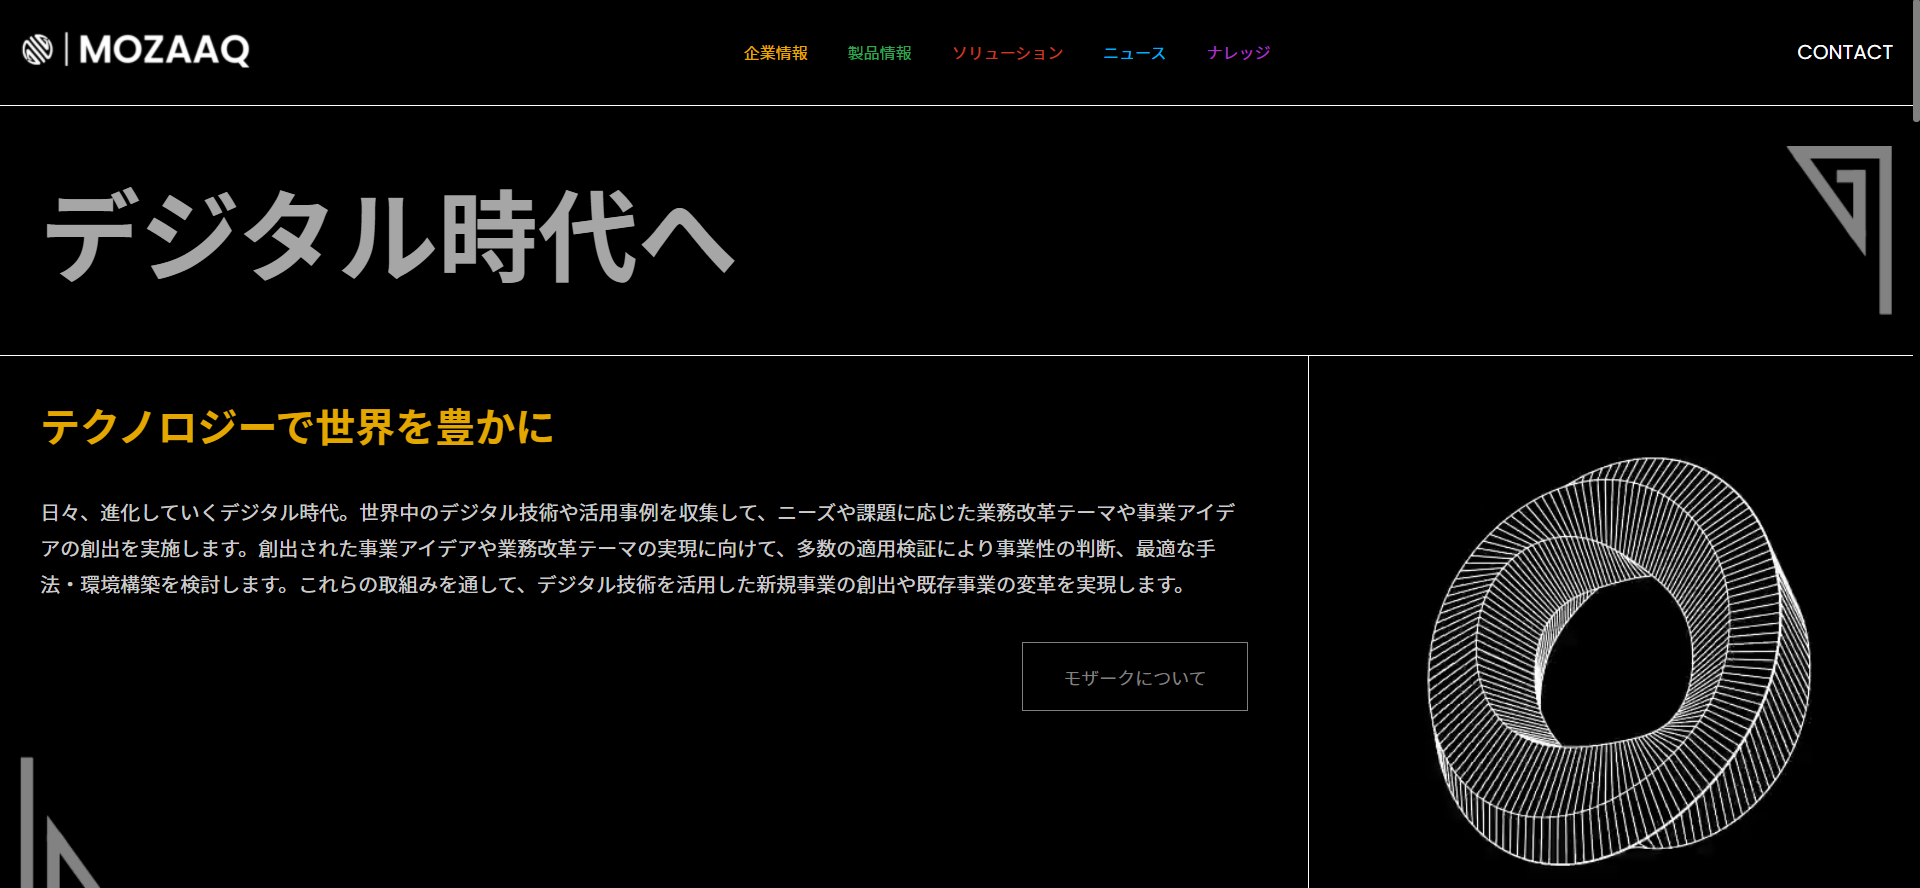 MOZAAQ
企業情報 製品情報 ソリューション ニュース ナレッジ
CONTACT
デジタル時代へ
テクノロジーで世界を豊かに
日々、進化していくデジタル時代。世界中のデジタル技術や活用事例を収集して、ニーズや課題に応じた業務改革テーマや事業アイデ
アの創出を実施します。創出された事業アイデアや業務改革テーマの実現に向けて、多数の適用検証により事業性の判断、最適な手
法・環境構築を検討します。これらの取組みを通して、デジタル技術を活用した新規事業の創出や既存事業の変革を実現します。
モザークについて